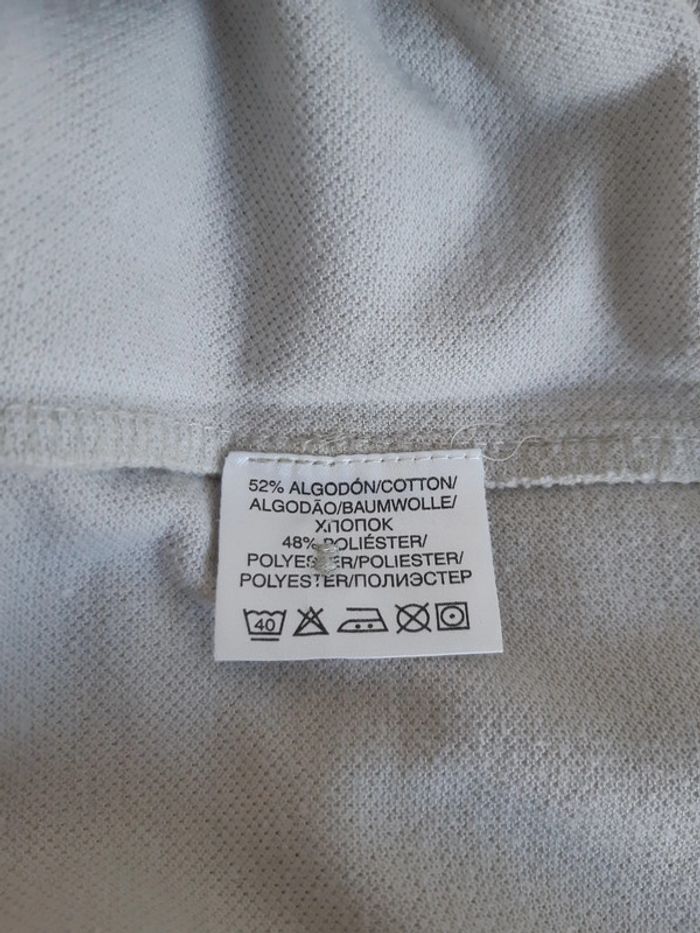 52% ALGODÓN/COTTON/
ALGODÃO/BAUMWOLLE/
ХЛОПОК
48% POLIÉSTER/
POLYESTER/POLIESTER/
POLYESTER/ПОЛИЭСТЕР
40